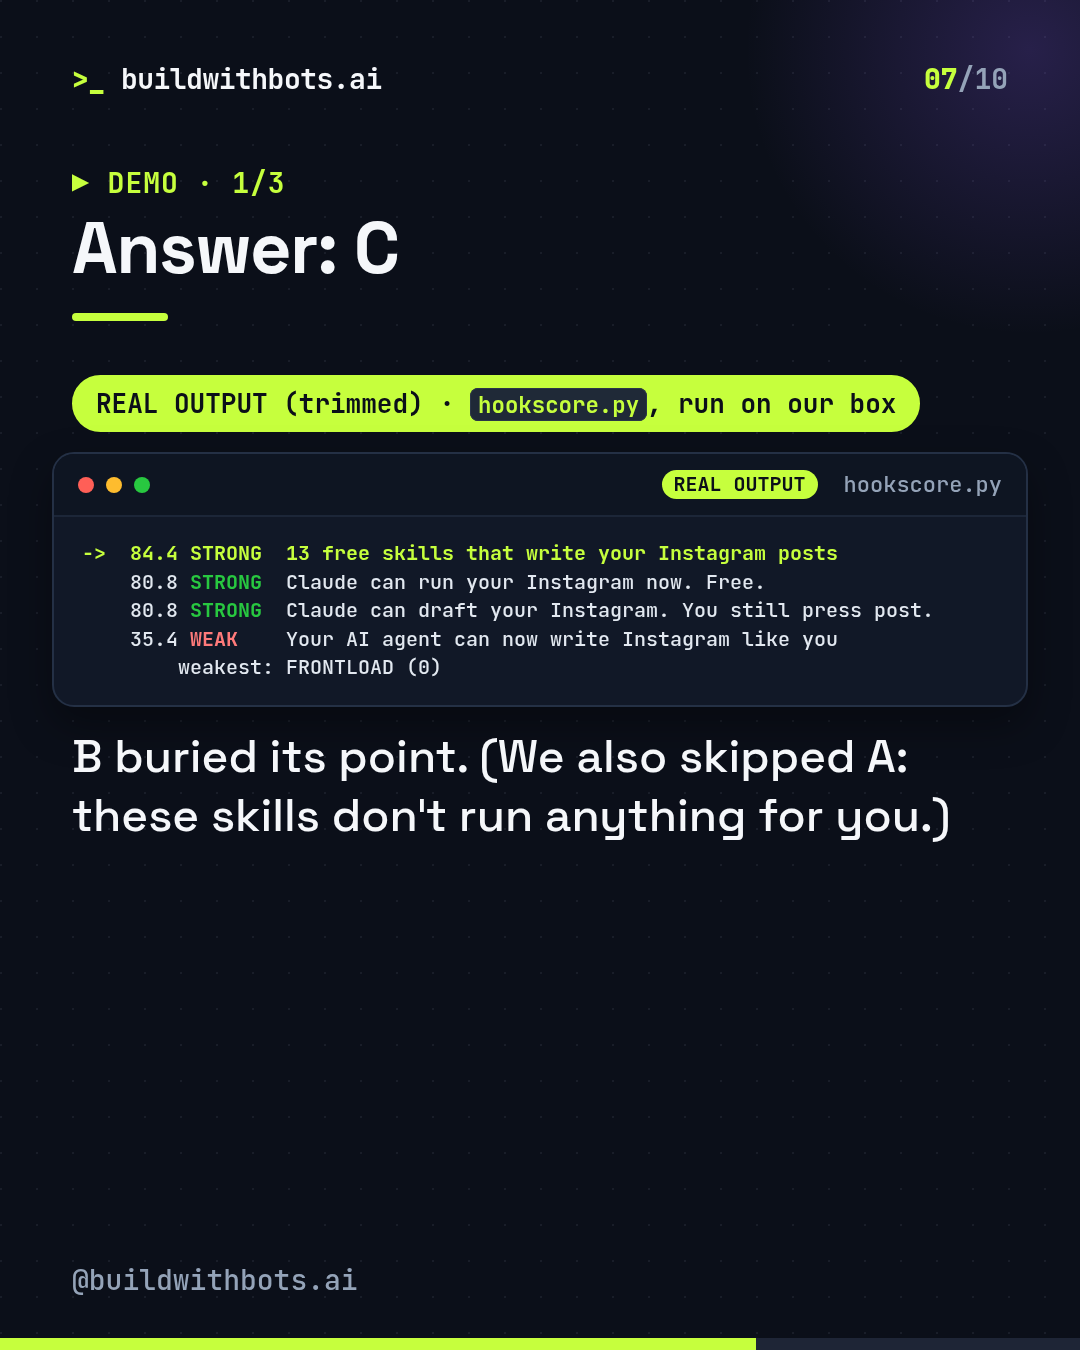 >_ buildwithbots.ai
07/10
▶ DEMO · 1/3
Answer: C
REAL OUTPUT (trimmed) · hookscore.py, run on our box
REAL OUTPUT hookscore.py
-> 84.4 STRONG 13 free skills that write your Instagram posts
80.8 STRONG Claude can run your Instagram now. Free.
80.8 STRONG Claude can draft your Instagram. You still press post.
35.4 WEAK Your AI agent can now write Instagram like you
weakest: FRONTLOAD (0)
B buried its point. (We also skipped A:
these skills don't run anything for you.)
@buildwithbots.ai